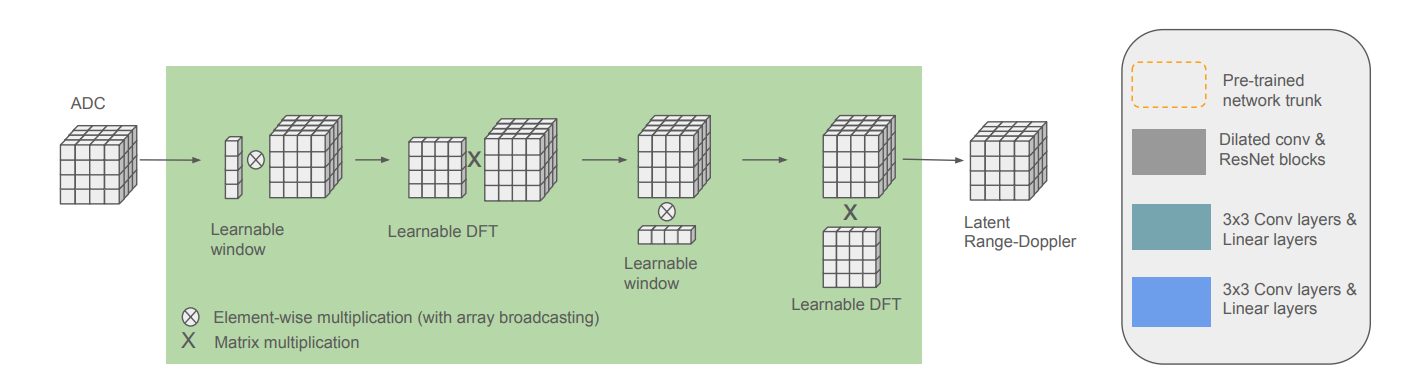 ADC
Learnable
window
X
Learnable DFT
Learnable
window
X
Learnable DFT
Latent
Range-Doppler
Element-wise multiplication (with array broadcasting)
X Matrix multiplication
Pre-trained
network trunk
Dilated conv &
ResNet blocks
3x3 Conv layers &
Linear layers
3x3 Conv layers &
Linear layers